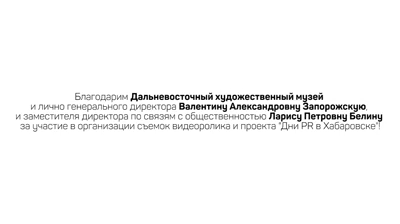 Благодарим Дальневосточный художественный музей
и лично генерального директора Валентину Александровну Запорожскую,
и заместителя директора по связям с общественностью Ларису Петровну Белину
за участие в организации съемок видеоролика и проекта "Дни PR в Хабаровске"!